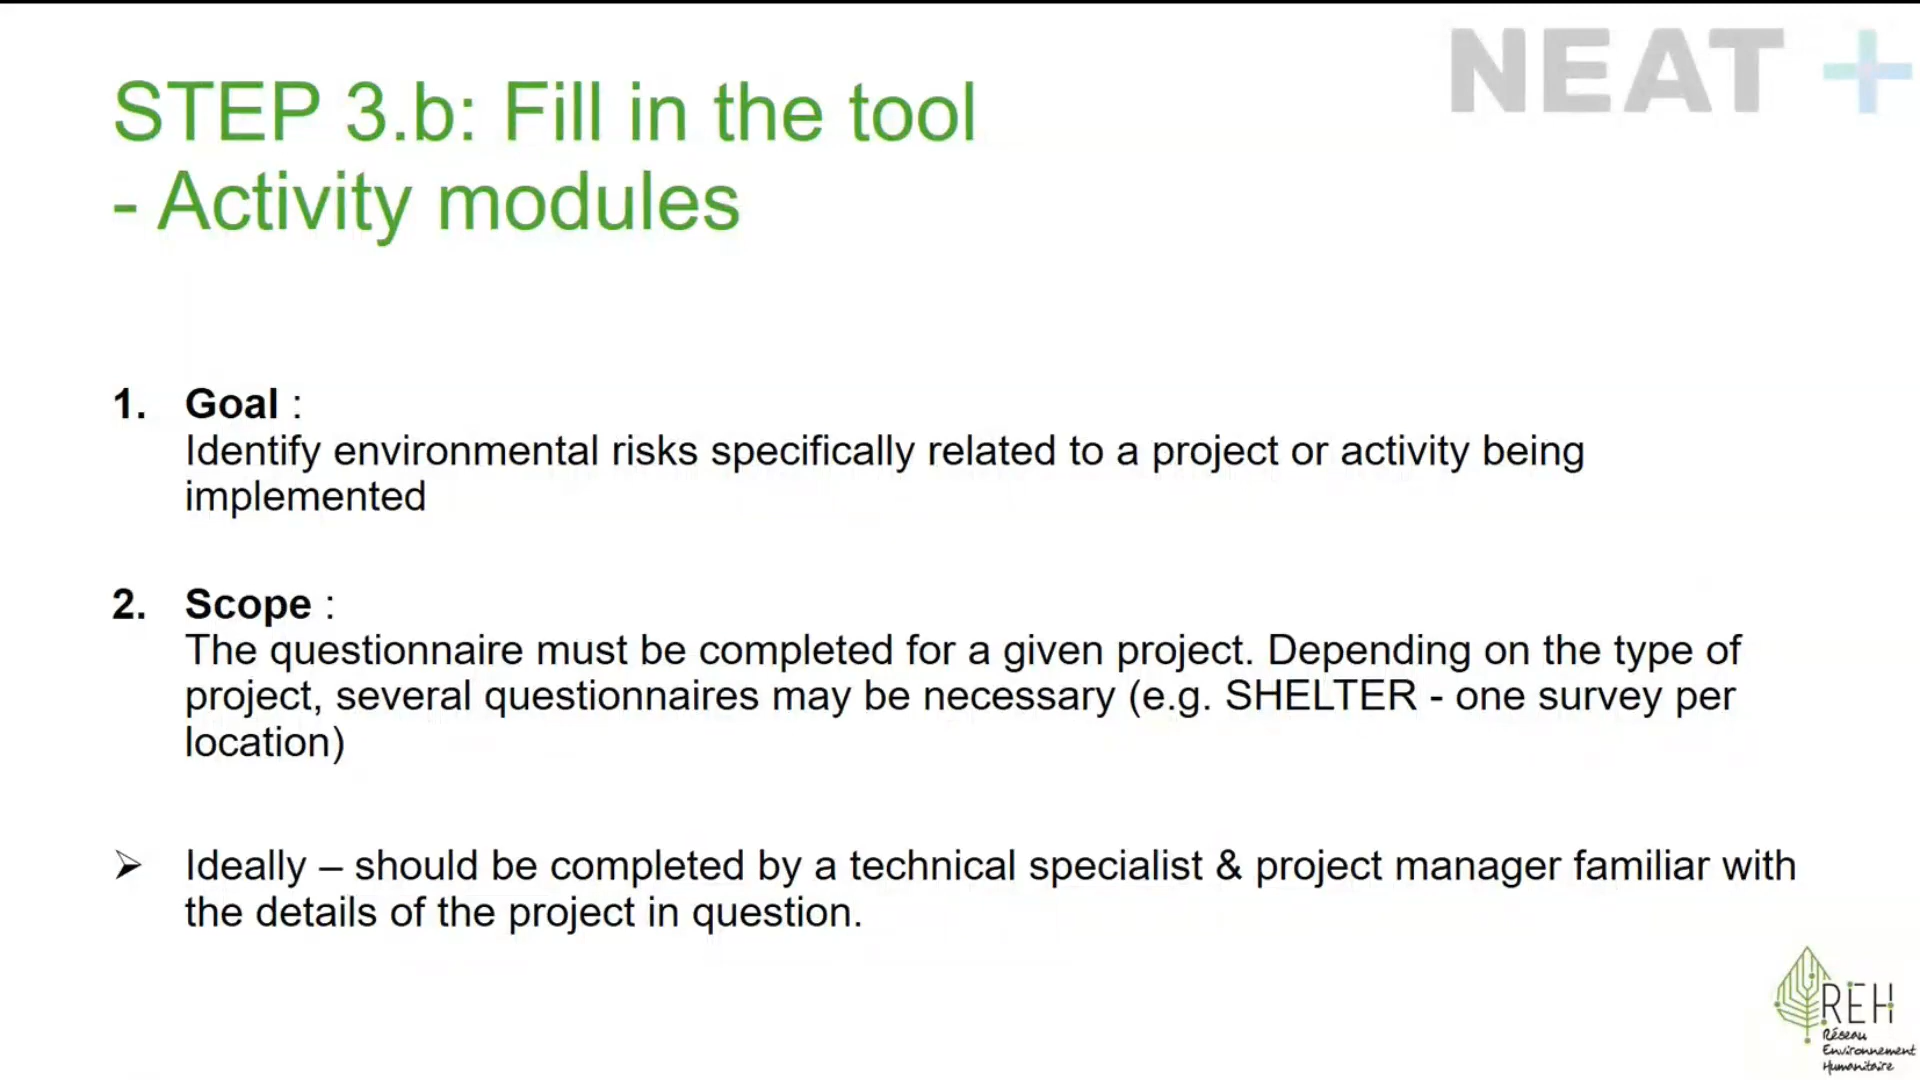 NEAT +
STEP 3.b: Fill in the tool
- Activity modules
1. Goal :
Identify environmental risks specifically related to a project or activity being
implemented
2. Scope :
The questionnaire must be completed for a given project. Depending on the type of
project, several questionnaires may be necessary (e.g. SHELTER - one survey per
location)
➢ Ideally – should be completed by a technical specialist & project manager familiar with
the details of the project in question.
REH
Réseau
Environnement
Humanitaire